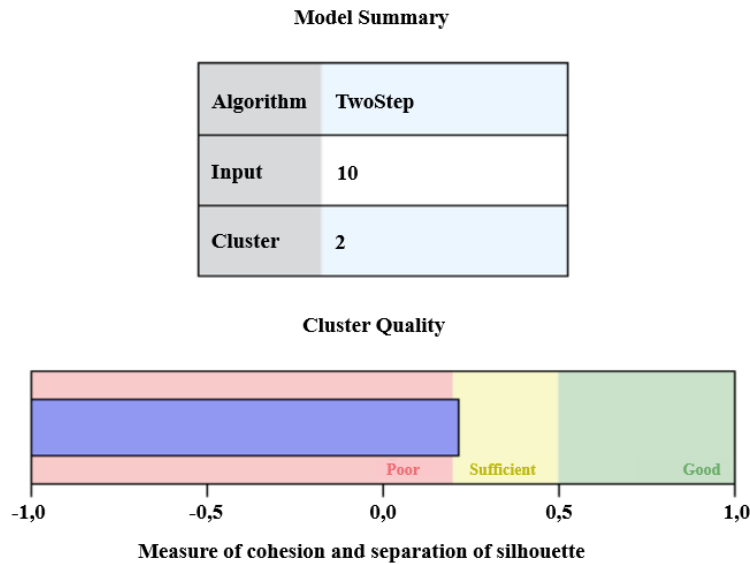 Model Summary
Algorithm TwoStep
Input 10
Cluster 2
Cluster Quality
Poor Sufficient Good
-1,0 -0,5 0,0 0,5 1,0
Measure of cohesion and separation of silhouette